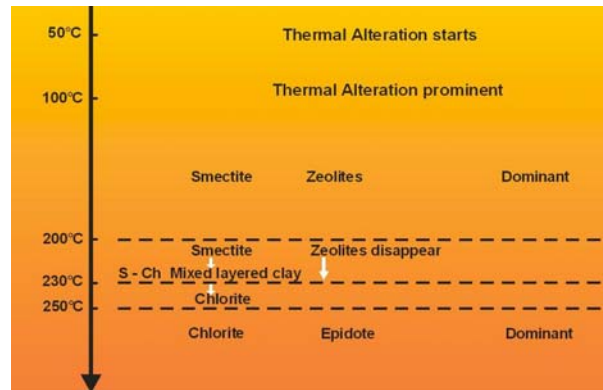 50°C Thermal Alteration starts
100°C Thermal Alteration prominent
Smectite Zeolites Dominant
200°C
Smectite Zeolites disappear
S - Ch Mixed layered clay
230°C
Chlorite
250°C
Chlorite Epidote Dominant